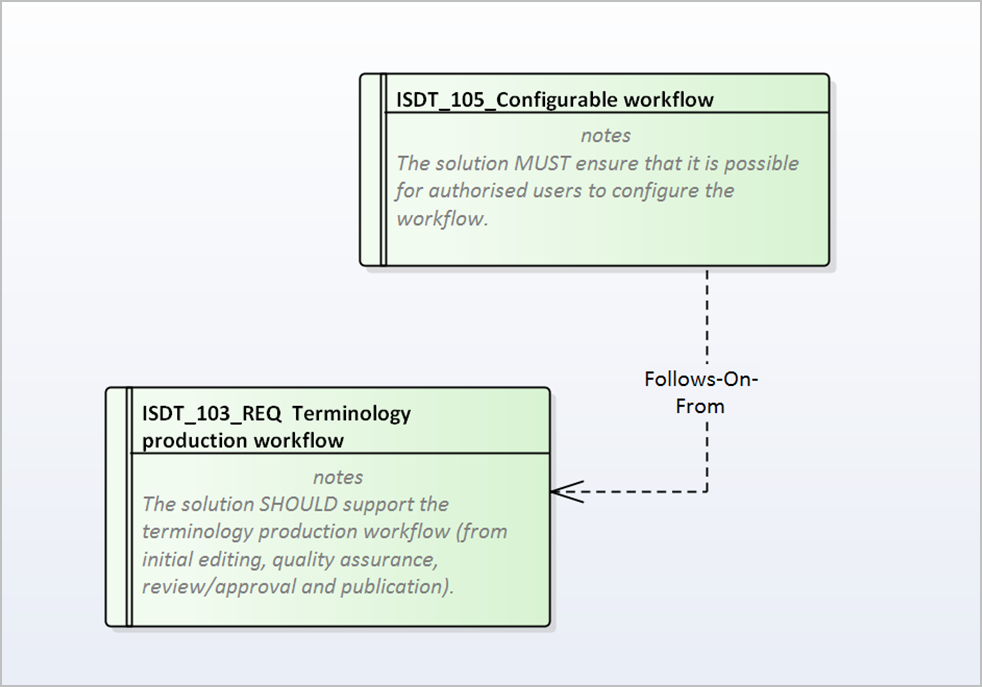 ISDT_105_Configurable workflow
notes
The solution MUST ensure that it is possible
for authorised users to configure the
workflow.
Follows-On-
From
ISDT_103_REQ  Terminology
production workflow
notes
The solution SHOULD support the
terminology production workflow (from
initial editing, quality assurance,
review/approval and publication).